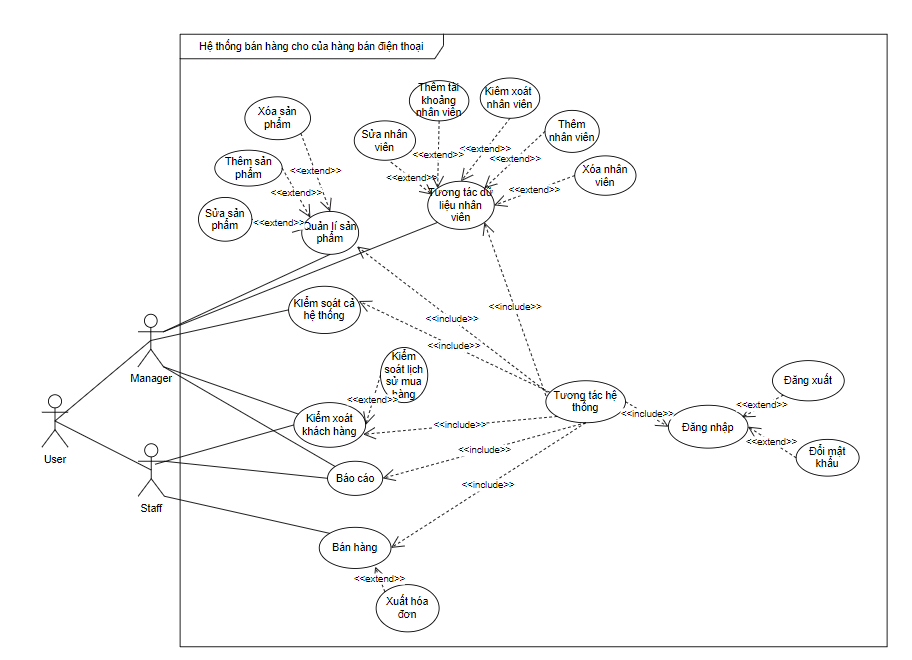 Hệ thống bán hàng cho của hàng bán điện thoại
Xóa sản
phẩm
Thêm sản
phẩm
Sửa sản
phẩm
<<extend>>
<<extend>>
<<extend>>
Quản lí sản
phẩm
Sửa nhân
viên
Thêm tài
khoảng
nhân viên
Kiêm xoát
nhân viên
Thêm
nhân viên
Xóa nhân
viên
<<extend>>
<<extend>>
<<extend>>
<<extend>>
<<extend>>
Tương tác dữ
liệu nhân
viên
Kiểm soát cả
hệ thống
<<include>>
<<include>>
<<include>>
Manager
Kiểm
soát lịch
sử mua
hàng
<<extend>>
Kiểm xoát
khách hàng
Tương tác hệ
thống
<<include>>
<<include>>
<<include>>
<<include>>
Đăng nhập
Đăng xuất
<<extend>>
<<extend>>
Đổi mật
khẩu
User
Báo cáo
Staff
Bán hàng
<<extend>>
Xuất hóa
đơn